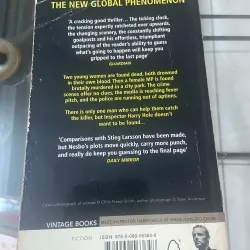 THE NEW GLOBAL PHENOMENON
'A cracking good thriller... The ticking clock,
the tension expertly ratcheted ever upwards,
the changing scenery, the constantly shifting
goalposts and his effortless, triumphant
outpacing of the reader's ability to guess
what's going to happen will keep you
gripped to the last page'
GUARDIAN
Two young women are found dead, both drowned
in their own blood. Then a female MP is found
brutally murdered in a city park. The crime
scenes offer no clues, the media is reaching fever
pitch, and the police are running out of options.
There is only one man who can help them catch
the killer, but Inspector Harry Hole doesn't
want to be found...
'Comparisons with Stieg Larsson have been made,
but Nesbo's plots move quickly, carry more punch,
and really do keep you guessing to the final page'
DAILY MIRROR
VINTAGE BOOKS
FICTION
ISBN